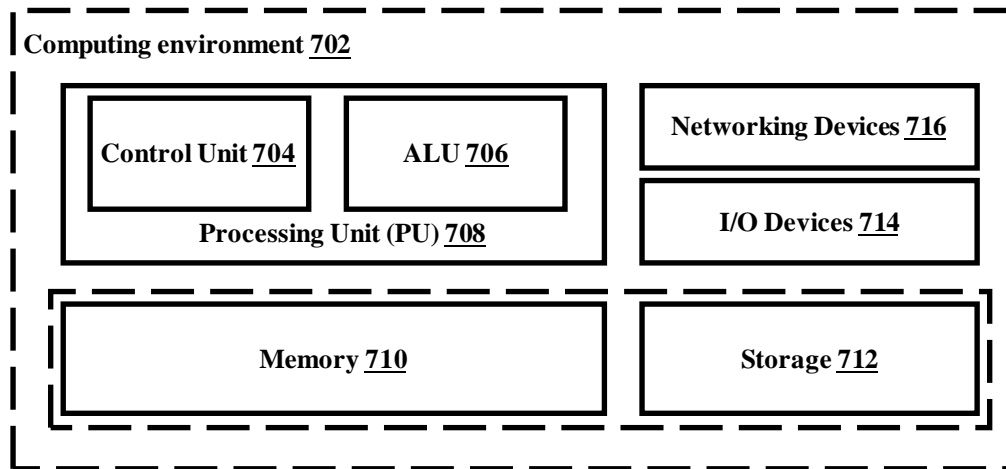 Computing environment 702
Control Unit 704
ALU 706
Processing Unit (PU) 708
Networking Devices 716
I/O Devices 714
Memory 710
Storage 712